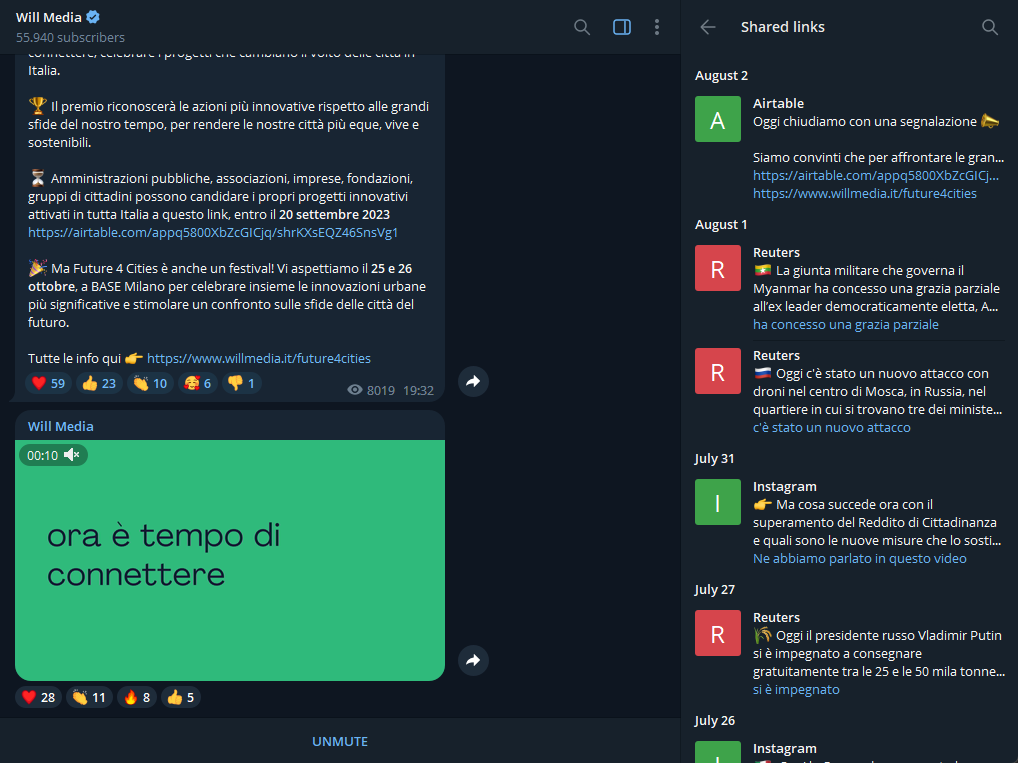 Will Media
55.940 subscribers
connettere, celebrare i progetti che cambiano il volto delle città in
Italia.
🏆 Il premio riconoscerà le azioni più innovative rispetto alle grandi
sfide del nostro tempo, per rendere le nostre città più eque, vive e
sostenibili.
⏳ Amministrazioni pubbliche, associazioni, imprese, fondazioni,
gruppi di cittadini possono candidare i propri progetti innovativi
attivati in tutta Italia a questo link, entro il 20 settembre 2023
https://airtable.com/appq5800XbZcGICjq/shrKXsEQZ46SnsVg1
🎉 Ma Future 4 Cities è anche un festival! Vi aspettiamo il 25 e 26
ottobre, a BASE Milano per celebrare insieme le innovazioni urbane
più significative e stimolare un confronto sulle sfide delle città del
futuro.
Tutte le info qui 👉 https://www.willmedia.it/future4cities
❤️ 59 👍 23 👏 10 🥰 6 👎 1
8019 19:32
Will Media
00:10
ora è tempo di
connettere
❤️ 28 👏 11 🔥 8 👍 5
UNMUTE
Shared links
August 2
A
Airtable
Oggi chiudiamo con una segnalazione 📣
Siamo convinti che per affrontare le gran...
https://airtable.com/appq5800XbZcGICj...
https://www.willmedia.it/future4cities
August 1
R
Reuters
🇲🇲 La giunta militare che governa il
Myanmar ha concesso una grazia parziale
all'ex leader democraticamente eletta, A...
ha concesso una grazia parziale
R
Reuters
🇷🇺 Oggi c'è stato un nuovo attacco con
droni nel centro di Mosca, in Russia, nel
quartiere in cui si trovano tre dei ministe...
c'è stato un nuovo attacco
July 31
I
Instagram
👉 Ma cosa succede ora con il
superamento del Reddito di Cittadinanza
e quali sono le nuove misure che lo sosti...
Ne abbiamo parlato in questo video
July 27
R
Reuters
🌾 Oggi il presidente russo Vladimir Putin
si è impegnato a consegnare
gratuitamente tra le 25 e le 50 mila tonne...
si è impegnato
July 26
I
Instagram